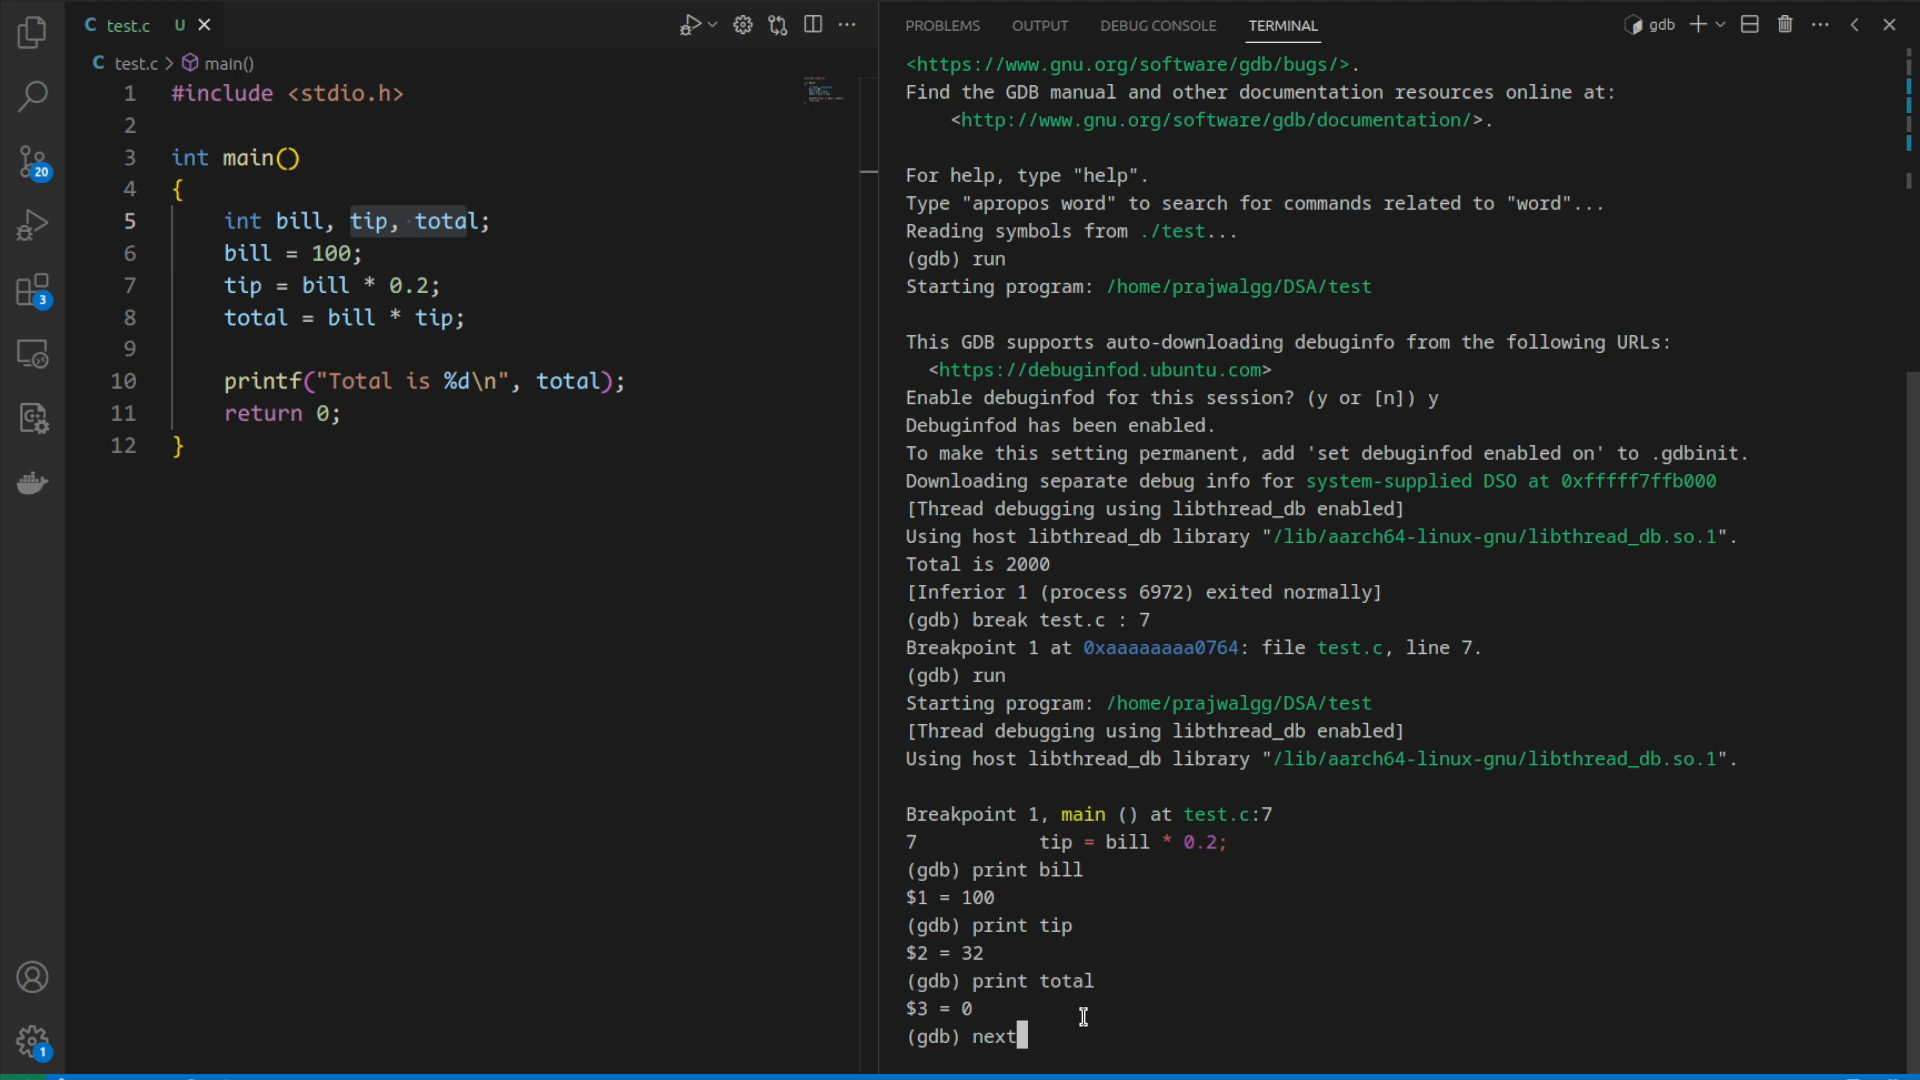 test.c U
test.c > main()
1 #include <stdio.h>
2
3 int main()
4 {
5 int bill, tip, total;
6 bill = 100;
7 tip = bill * 0.2;
8 total = bill * tip;
9
10 printf("Total is %d\n", total);
11 return 0;
12 }
20
3
1
PROBLEMS OUTPUT DEBUG CONSOLE TERMINAL gdb
<https://www.gnu.org/software/gdb/bugs/>.
Find the GDB manual and other documentation resources online at:
<http://www.gnu.org/software/gdb/documentation/>.
For help, type "help".
Type "apropos word" to search for commands related to "word"...
Reading symbols from ./test...
(gdb) run
Starting program: /home/prajwalgg/DSA/test
This GDB supports auto-downloading debuginfo from the following URLs:
<https://debuginfod.ubuntu.com>
Enable debuginfod for this session? (y or [n]) y
Debuginfod has been enabled.
To make this setting permanent, add 'set debuginfod enabled on' to .gdbinit.
Downloading separate debug info for system-supplied DSO at 0xfffff7ffb000
[Thread debugging using libthread_db enabled]
Using host libthread_db library "/lib/aarch64-linux-gnu/libthread_db.so.1".
Total is 2000
[Inferior 1 (process 6972) exited normally]
(gdb) break test.c : 7
Breakpoint 1 at 0xaaaaaaaa0764: file test.c, line 7.
(gdb) run
Starting program: /home/prajwalgg/DSA/test
[Thread debugging using libthread_db enabled]
Using host libthread_db library "/lib/aarch64-linux-gnu/libthread_db.so.1".
Breakpoint 1, main () at test.c:7
7 tip = bill * 0.2;
(gdb) print bill
$1 = 100
(gdb) print tip
$2 = 32
(gdb) print total
$3 = 0
(gdb) next